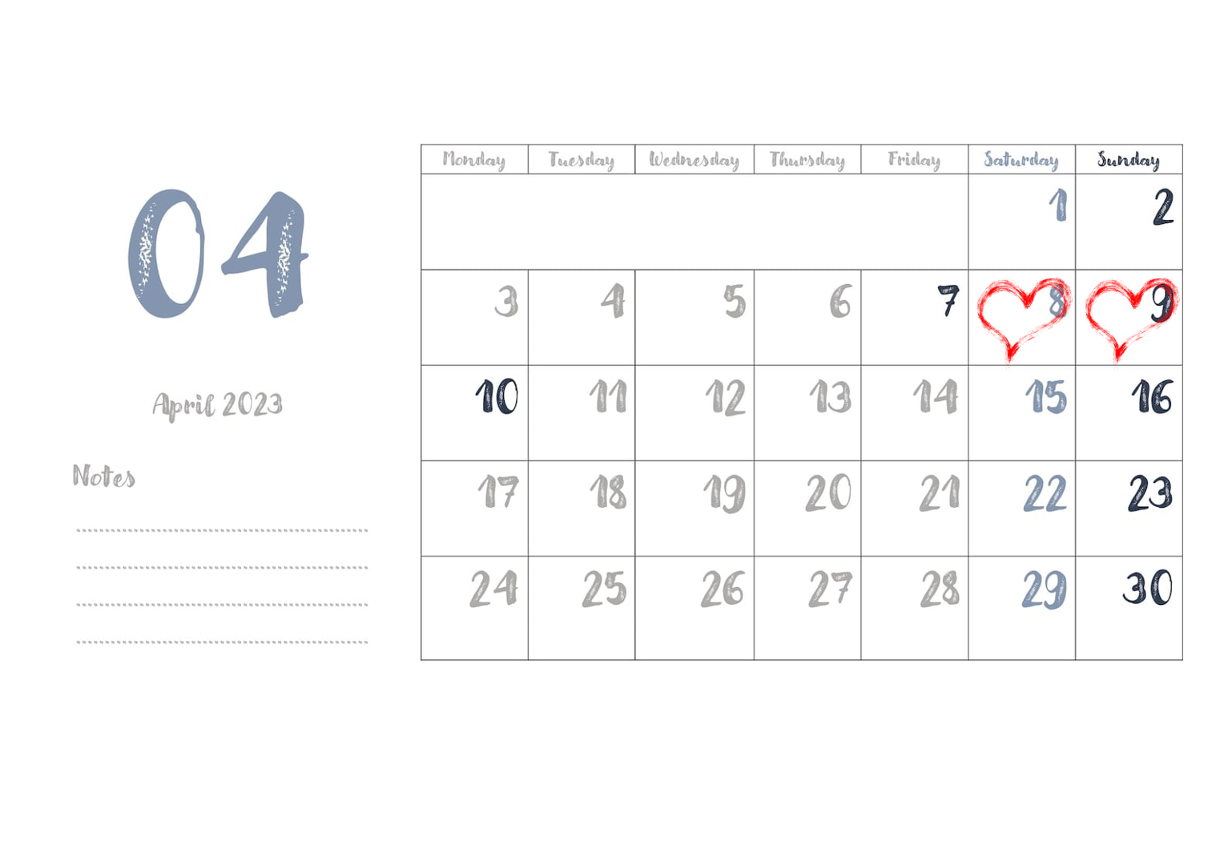 04
April 2023
Notes
Monday Tuesday Wednesday Thursday Friday Saturday Sunday
1 2
3 4 5 6 7 8 9
10 11 12 13 14 15 16
17 18 19 20 21 22 23
24 25 26 27 28 29 30